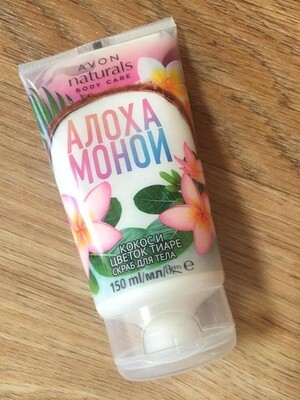 AVON
naturals
BODY CARE
АЛОХА
МОНОИ
КОКОС И
ЦВЕТОК ТИАРЕ
СКРАБ ДЛЯ ТЕЛА
150 ml/мл/